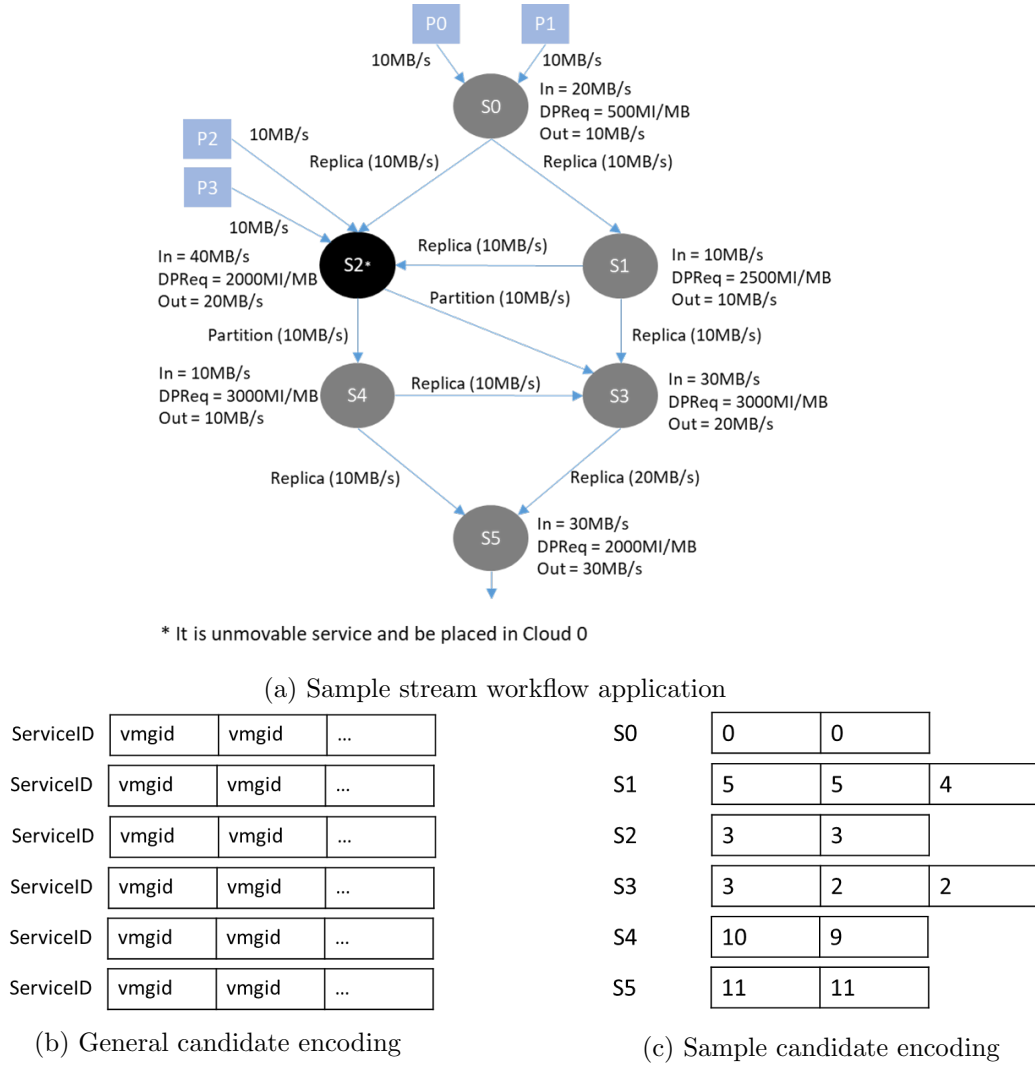 P0
P1
10MB/s
10MB/s
S0
In = 20MB/s
DPReq = 500MI/MB
Out = 10MB/s
P2
10MB/s
P3
10MB/s
Replica (10MB/s)
Replica (10MB/s)
S2*
In = 40MB/s
DPReq = 2000MI/MB
Out = 20MB/s
Replica (10MB/s)
S1
In = 10MB/s
DPReq = 2500MI/MB
Out = 10MB/s
Partition (10MB/s)
Partition (10MB/s)
Replica (10MB/s)
In = 10MB/s
DPReq = 3000MI/MB
Out = 10MB/s
S4
Replica (10MB/s)
S3
In = 30MB/s
DPReq = 3000MI/MB
Out = 20MB/s
Replica (10MB/s)
Replica (20MB/s)
S5
In = 30MB/s
DPReq = 2000MI/MB
Out = 30MB/s
* It is unmovable service and be placed in Cloud 0
(a) Sample stream workflow application
ServiceID vmgid vmgid ...
ServiceID vmgid vmgid ...
ServiceID vmgid vmgid ...
ServiceID vmgid vmgid ...
ServiceID vmgid vmgid ...
ServiceID vmgid vmgid ...
(b) General candidate encoding
S0 0 0
S1 5 5 4
S2 3 3
S3 3 2 2
S4 10 9
S5 11 11
(c) Sample candidate encoding